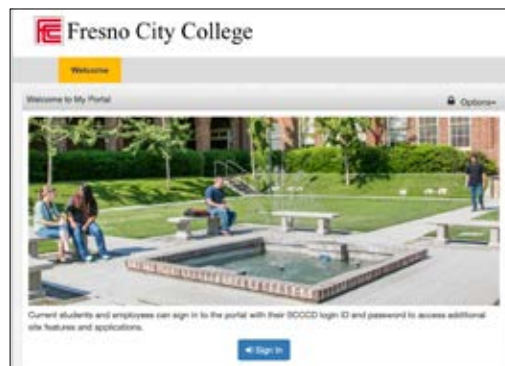 Fresno City College
Welcome
Welcome to My Portal
Options
Current students and employees can sign in to the portal with their SCCCD login ID and password to access additional
site features and applications.
Sign In